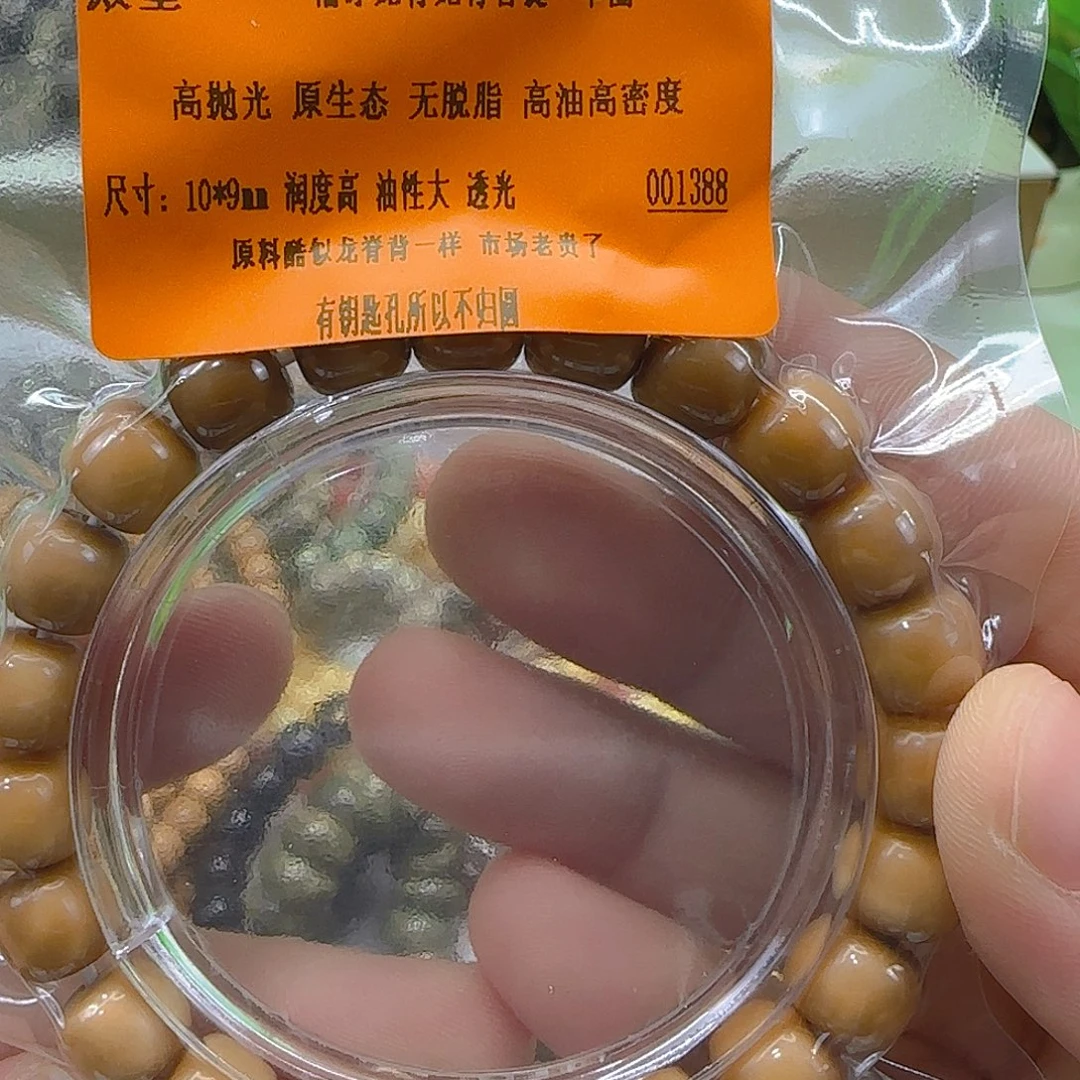 高抛光 原生态 无脱脂 高油高密度
尺寸：10*9mm 润度高 油性大 透光 001388
原料酷似龙脊背一样 市场老贵了
有钥匙孔所以不归圆